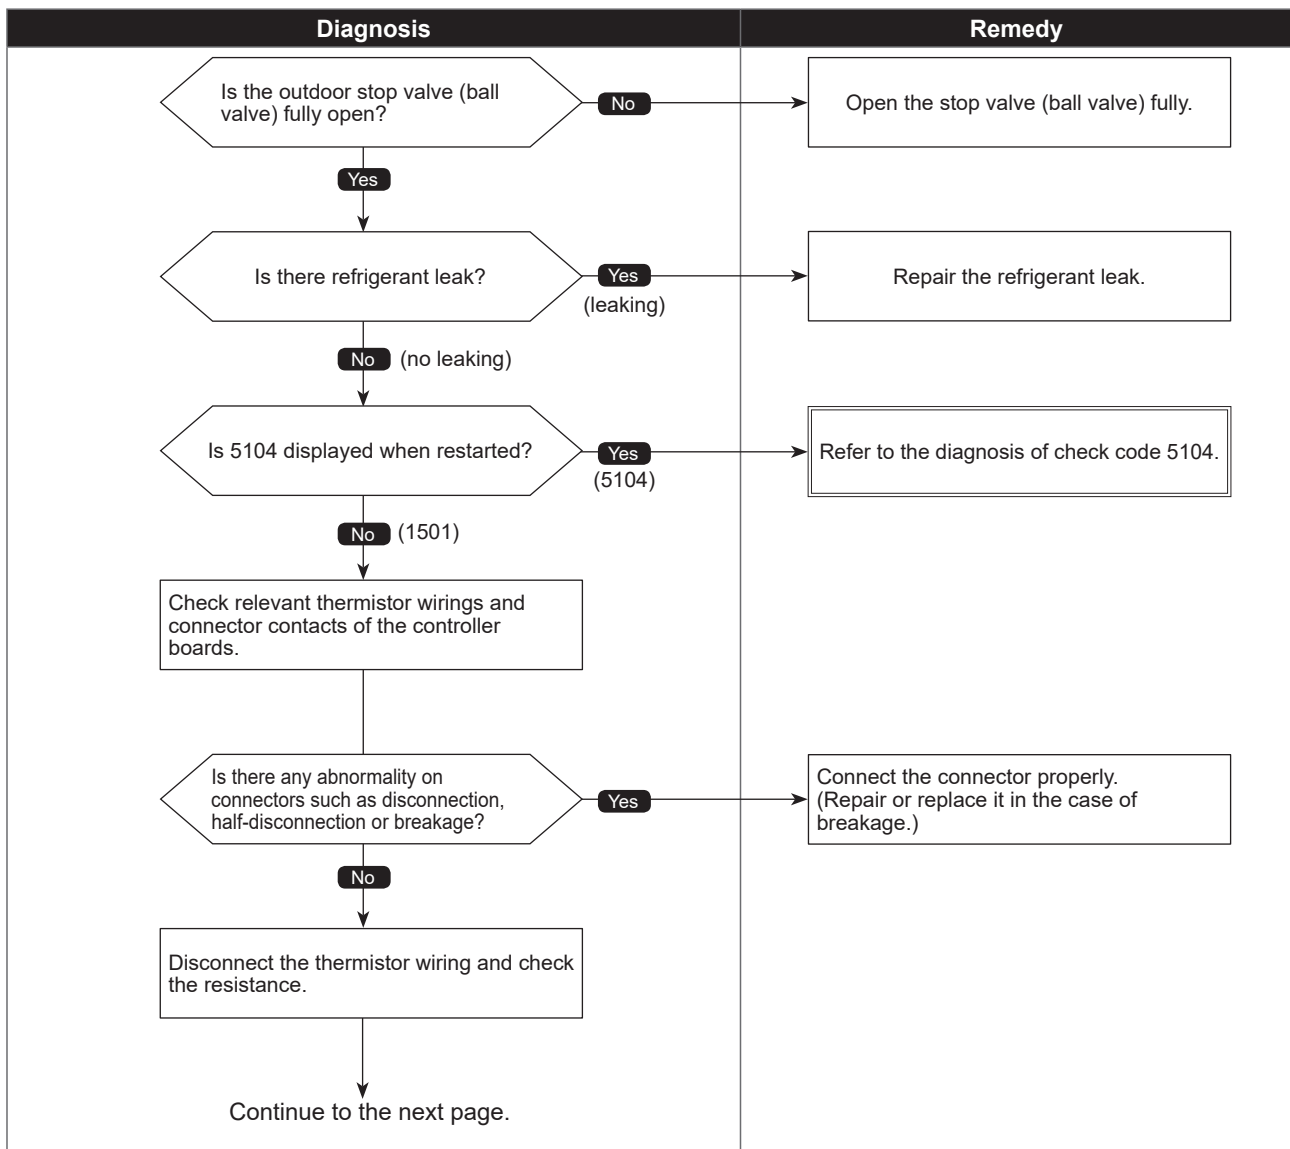 Diagnosis
Remedy
Is the outdoor stop valve (ball
valve) fully open?
No
Open the stop valve (ball valve) fully.
Yes
Is there refrigerant leak?
Yes
(leaking)
Repair the refrigerant leak.
No (no leaking)
Is 5104 displayed when restarted?
Yes
(5104)
Refer to the diagnosis of check code 5104.
No (1501)
Check relevant thermistor wirings and
connector contacts of the controller
boards.
Is there any abnormality on
connectors such as disconnection,
half-disconnection or breakage?
Yes
Connect the connector properly.
(Repair or replace it in the case of
breakage.)
No
Disconnect the thermistor wiring and check
the resistance.
Continue to the next page.